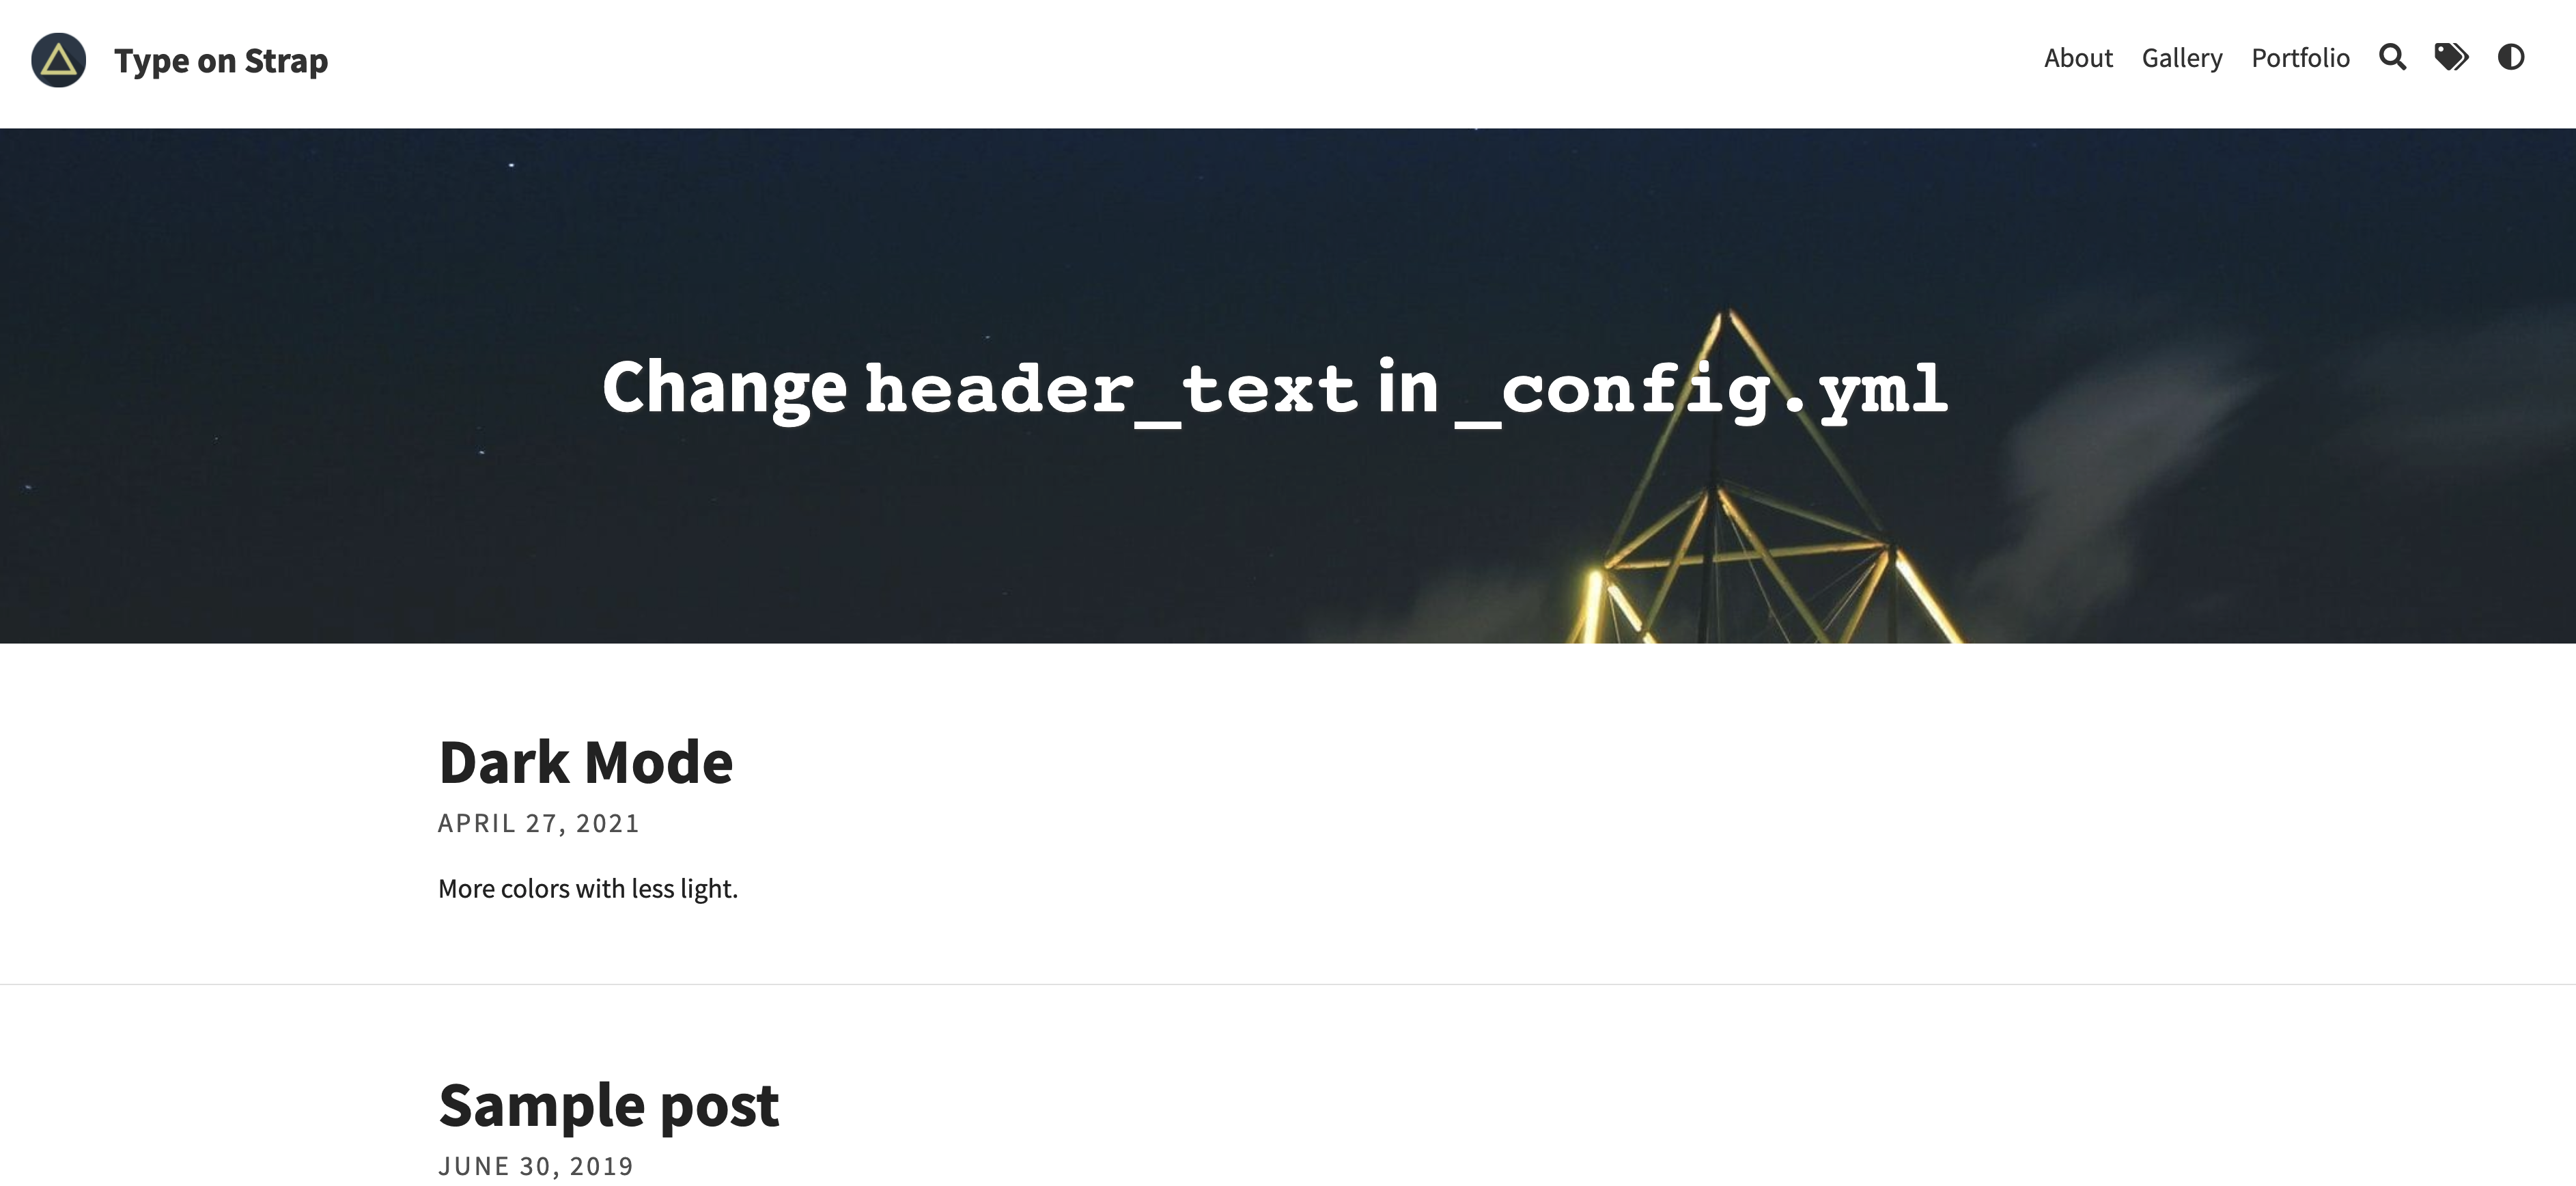 Type on Strap
About Gallery Portfolio
Change header_text in _config.yml
Dark Mode
APRIL 27, 2021
More colors with less light.
Sample post
JUNE 30, 2019